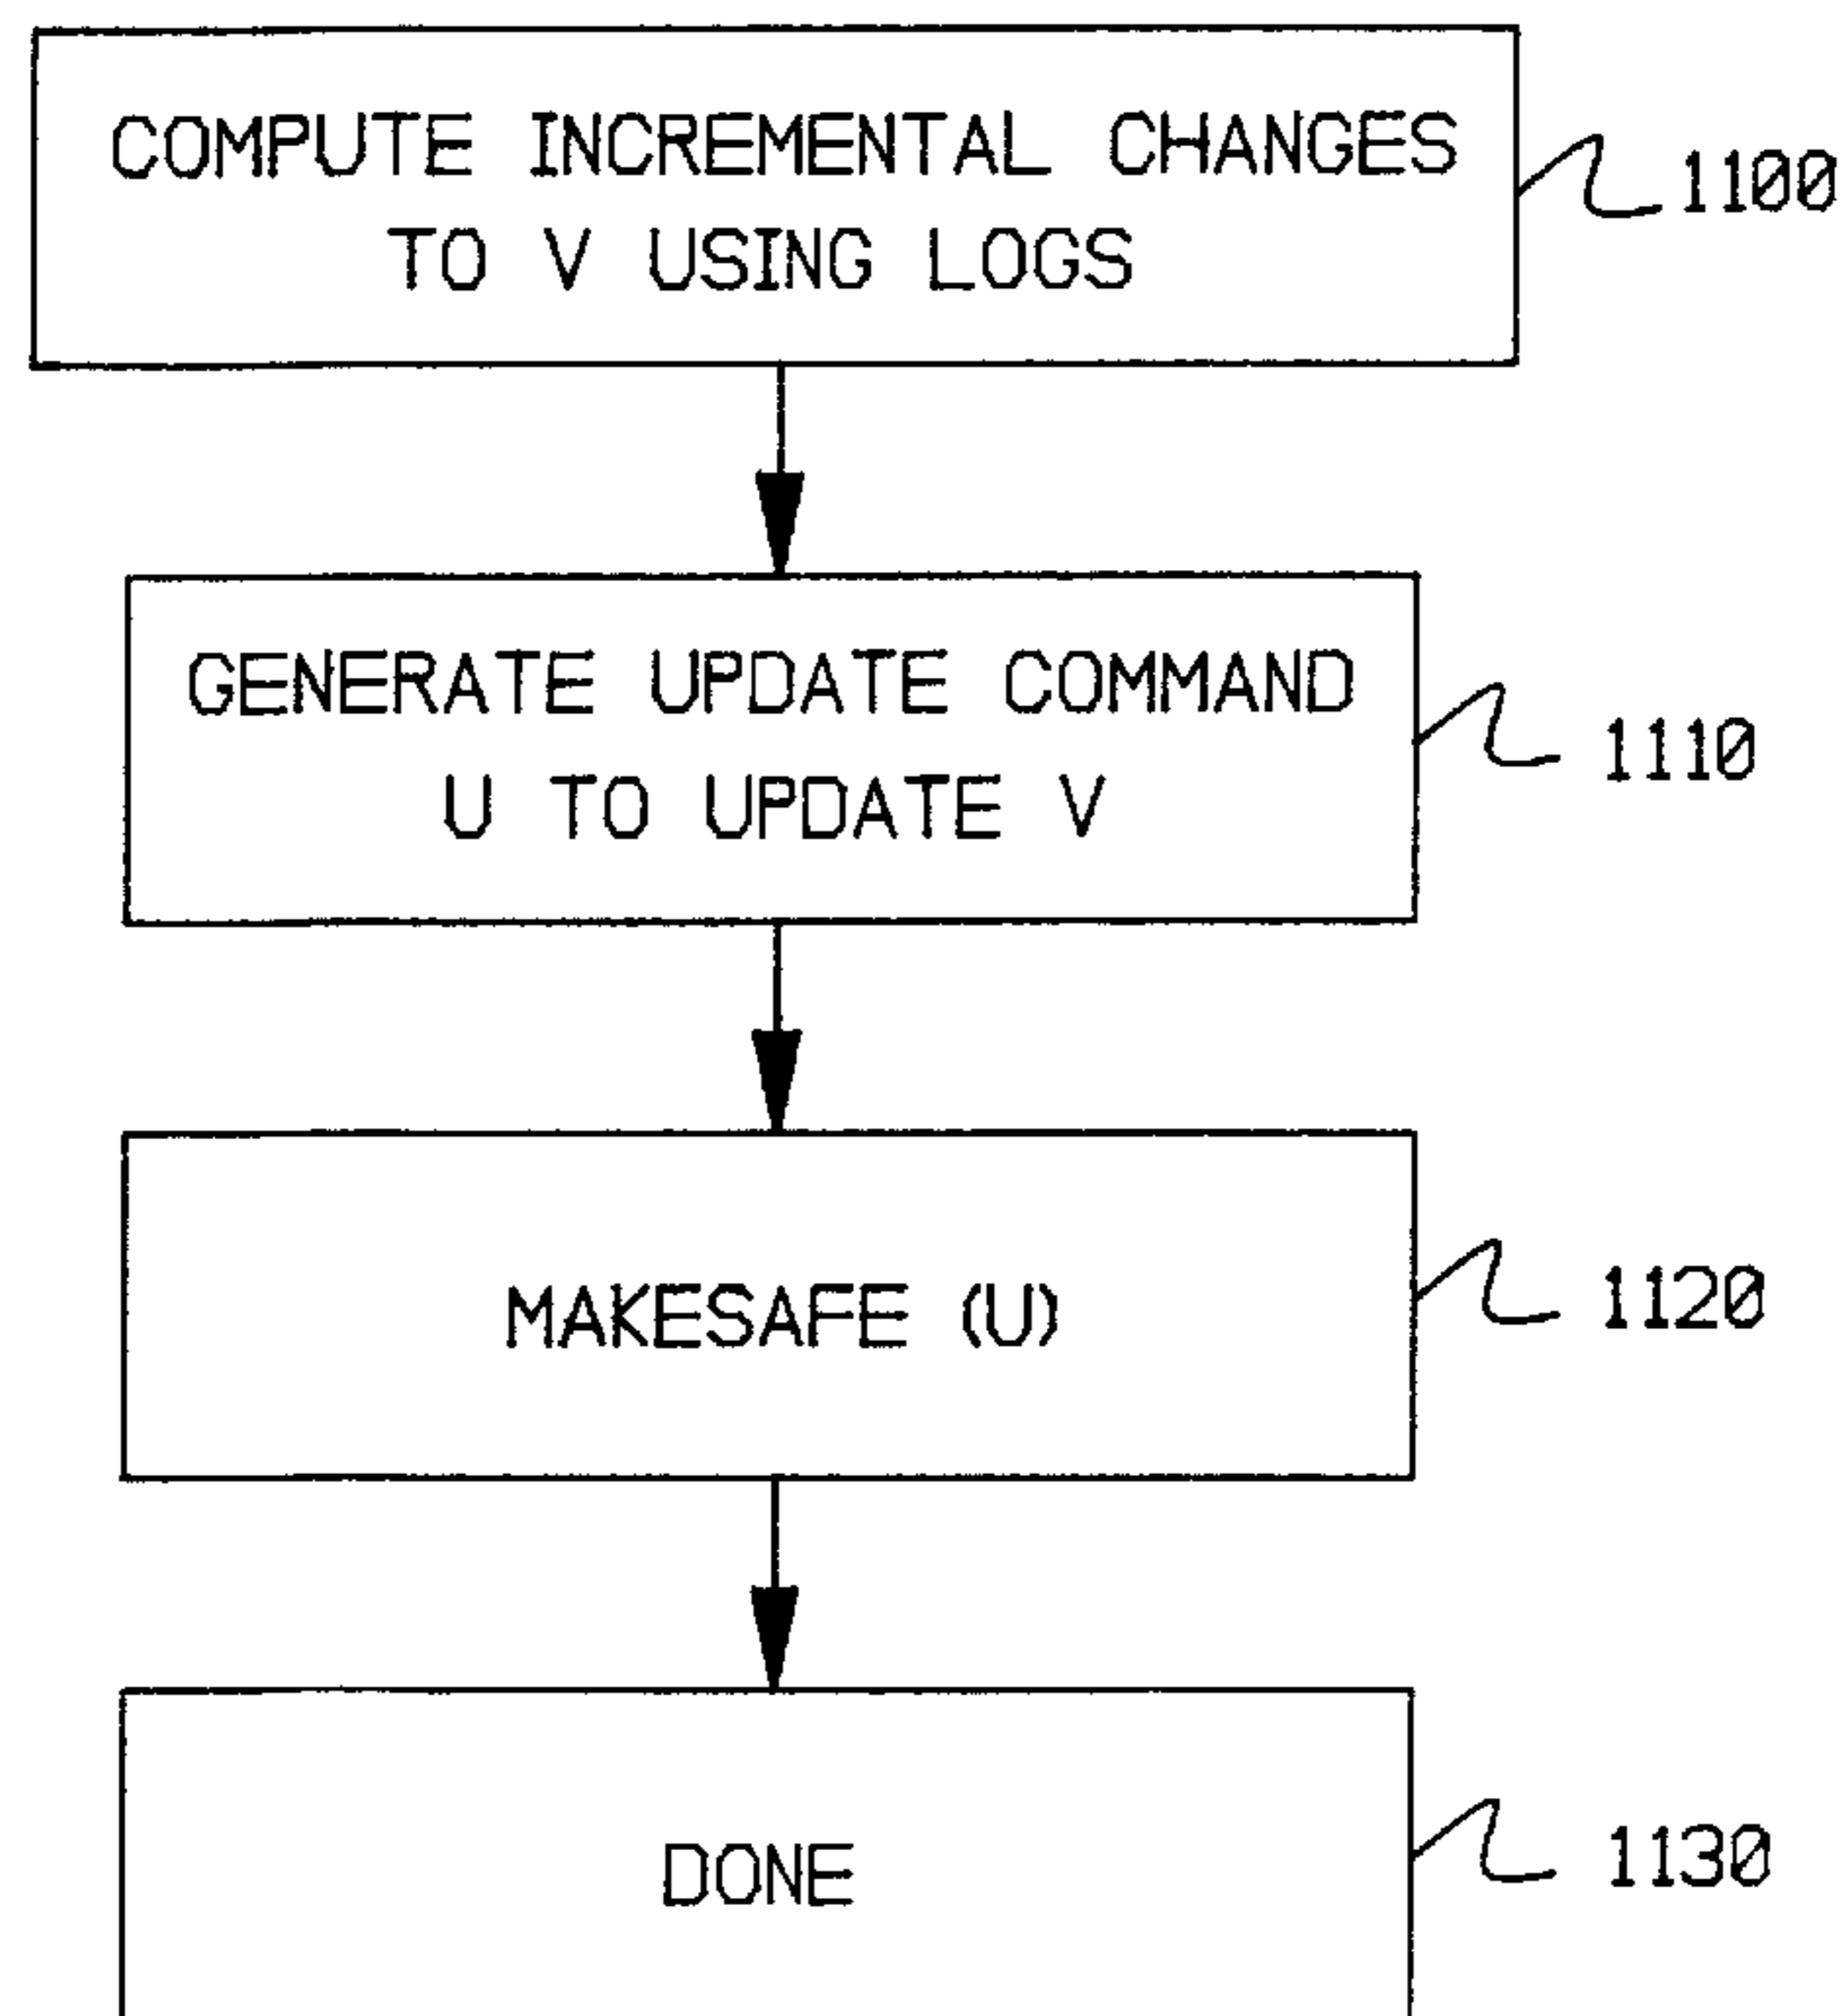 COMPUTE INCREMENTAL CHANGES
TO V USING LOGS
1100
GENERATE UPDATE COMMAND
U TO UPDATE V
1110
MAKESAFE (U)
1120
DONE
1130